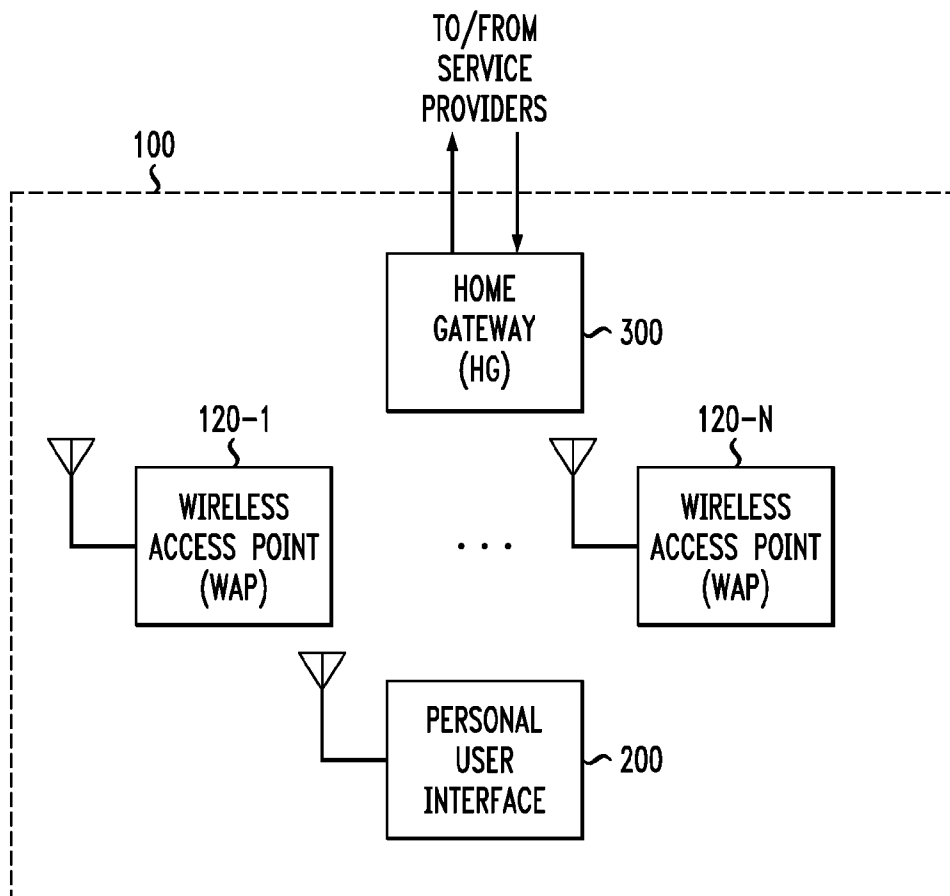 TO/FROM
SERVICE
PROVIDERS
100
HOME
GATEWAY
(HG)
300
120-1
120-N
WIRELESS
ACCESS POINT
(WAP)
. . .
WIRELESS
ACCESS POINT
(WAP)
PERSONAL
USER
INTERFACE
200